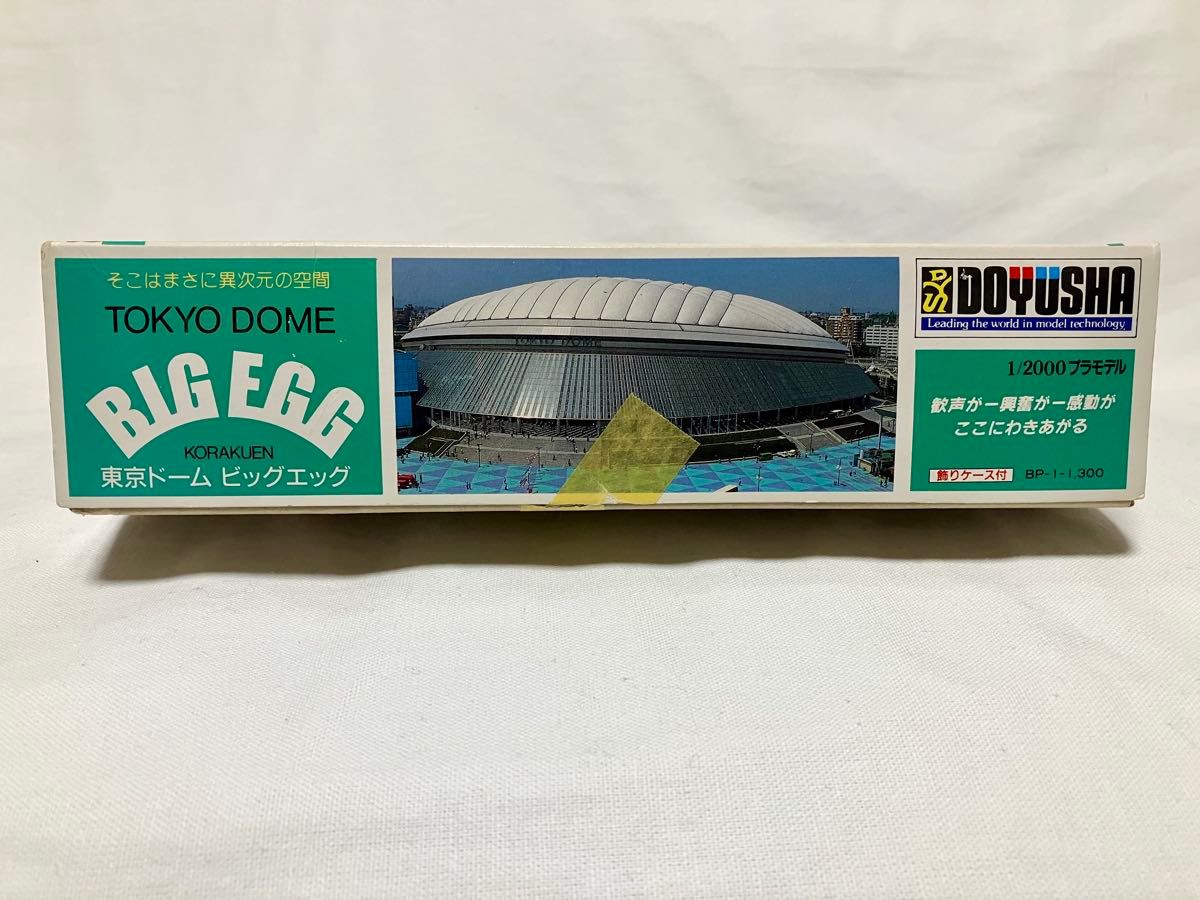 そこはまさに異次元の空間
TOKYO DOME
BIG EGG
KORAKUEN
東京ドーム ビッグエッグ
TOKYO DOME
DOYUSHA
Leading the world in model technology
1/2000プラモデル
歓声が—興奮が—感動が
ここにわきあがる
飾りケース付 BP-1-1,300